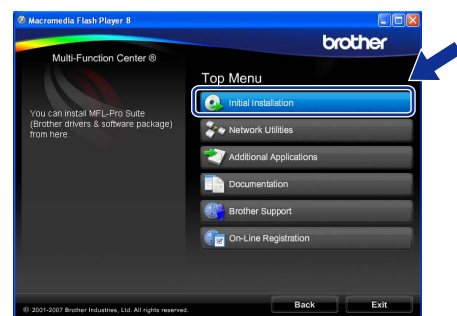 Macromedia Flash Player 8
brother
Multi-Function Center ®
Top Menu
You can install MFL-Pro Suite
(Brother drivers & software package)
from here.
Initial Installation
Network Utilities
Additional Applications
Documentation
Brother Support
On-Line Registration
© 2001-2007 Brother Industries, Ltd. All rights reserved.
Back
Exit